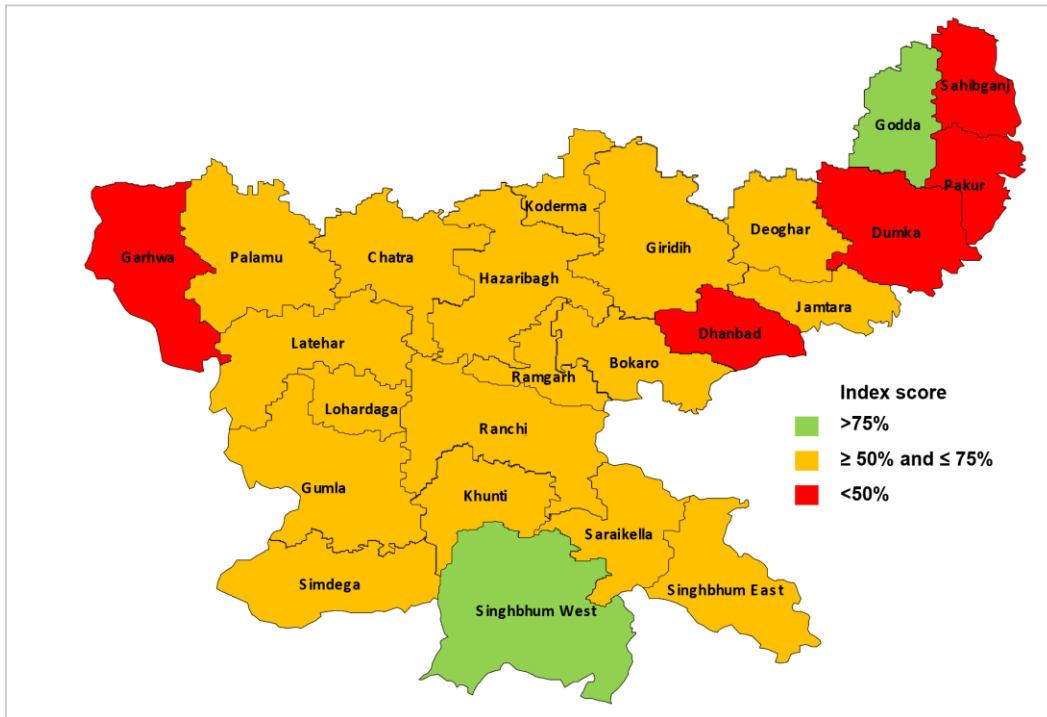 Sahibganj
Godda
Pakur
Koderma
Deoghar
Dumka
Garhwa
Palamu
Chatra
Giridih
Hazaribagh
Jamtara
Dhanbad
Latehar
Bokaro
Ramgarh
Lohardaga
Ranchi
Gumla
Khunti
Saraikella
Simdega
Singhbhum East
Singhbhum West
Index score
>75%
≥ 50% and ≤ 75%
<50%